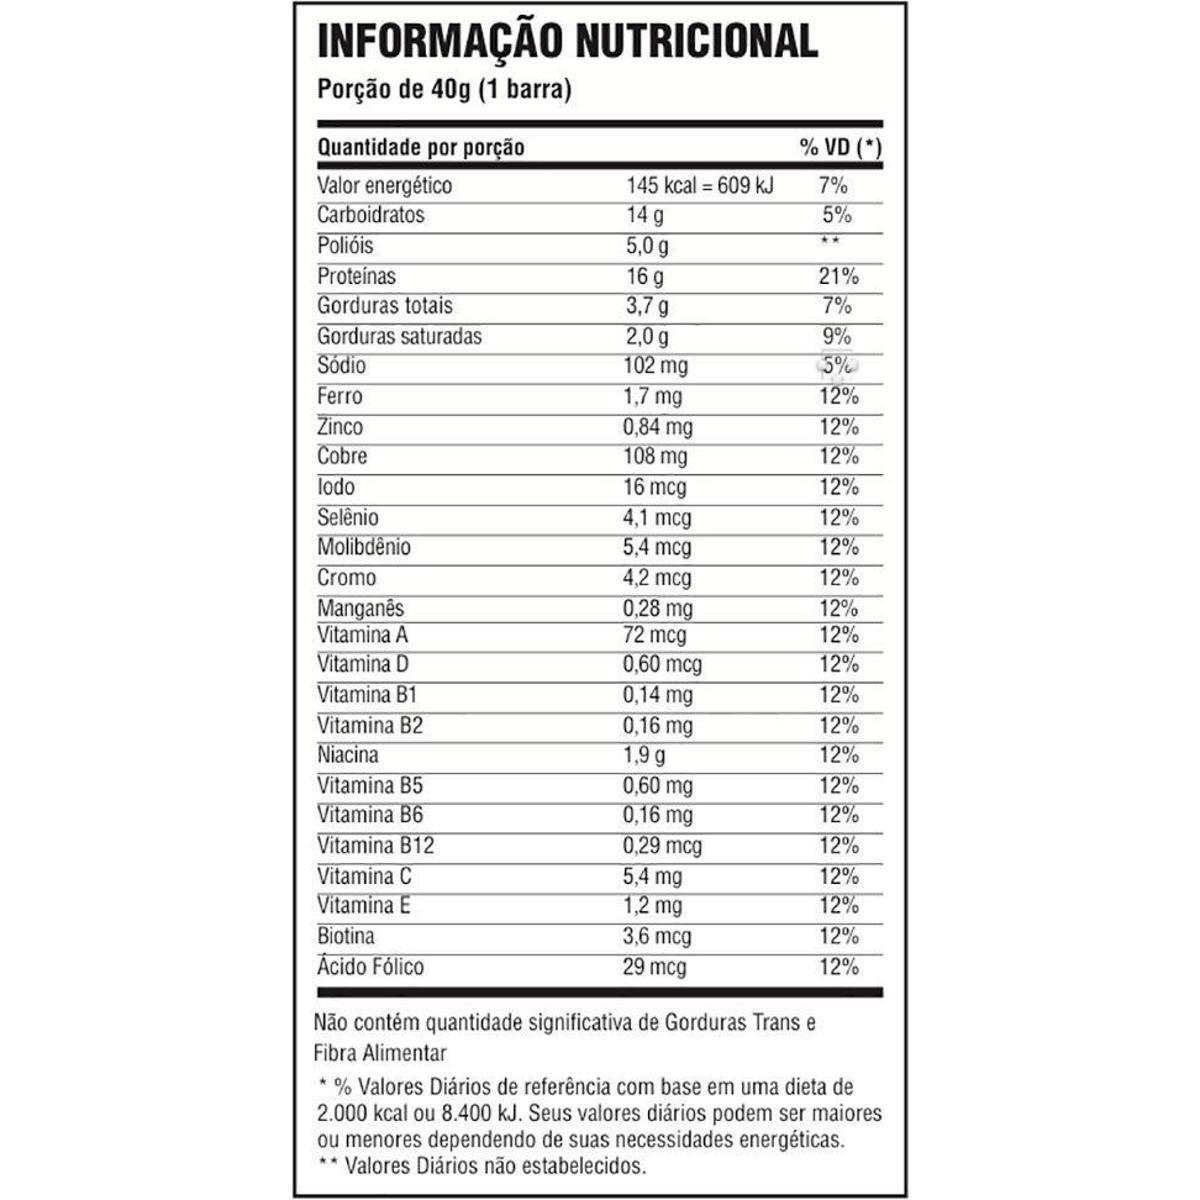 INFORMAÇÃO NUTRICIONAL
Porção de 40g (1 barra)
Quantidade por porção % VD (*)
Valor energético 145 kcal = 609 kJ 7%
Carboidratos 14 g 5%
Polióis 5,0 g **
Proteínas 16 g 21%
Gorduras totais 3,7 g 7%
Gorduras saturadas 2,0 g 9%
Sódio 102 mg 5%
Ferro 1,7 mg 12%
Zinco 0,84 mg 12%
Cobre 108 mg 12%
Iodo 16 mcg 12%
Selênio 4,1 mcg 12%
Molibdênio 5,4 mcg 12%
Cromo 4,2 mcg 12%
Manganês 0,28 mg 12%
Vitamina A 72 mcg 12%
Vitamina D 0,60 mcg 12%
Vitamina B1 0,14 mg 12%
Vitamina B2 0,16 mg 12%
Niacina 1,9 g 12%
Vitamina B5 0,60 mg 12%
Vitamina B6 0,16 mg 12%
Vitamina B12 0,29 mcg 12%
Vitamina C 5,4 mg 12%
Vitamina E 1,2 mg 12%
Biotina 3,6 mcg 12%
Ácido Fólico 29 mcg 12%
Não contém quantidade significativa de Gorduras Trans e
Fibra Alimentar
* % Valores Diários de referência com base em uma dieta de
2.000 kcal ou 8.400 kJ. Seus valores diários podem ser maiores
ou menores dependendo de suas necessidades energéticas.
** Valores Diários não estabelecidos.